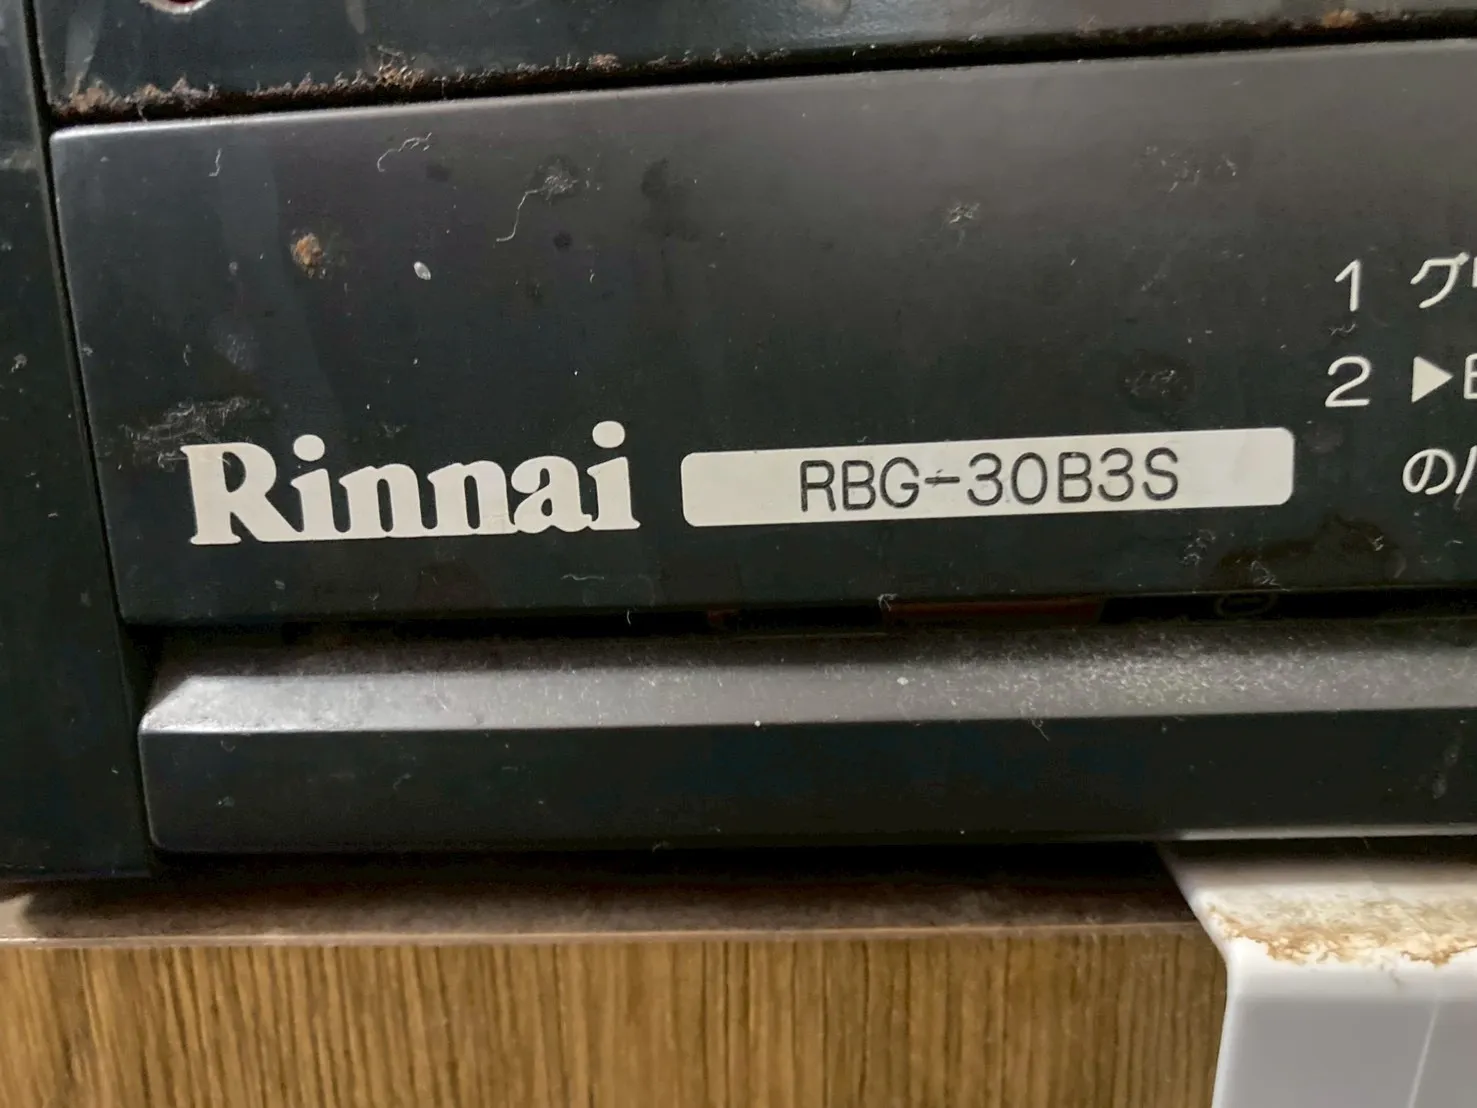 Rinnai RBG-30B3S
1 グ
2 ▶
の